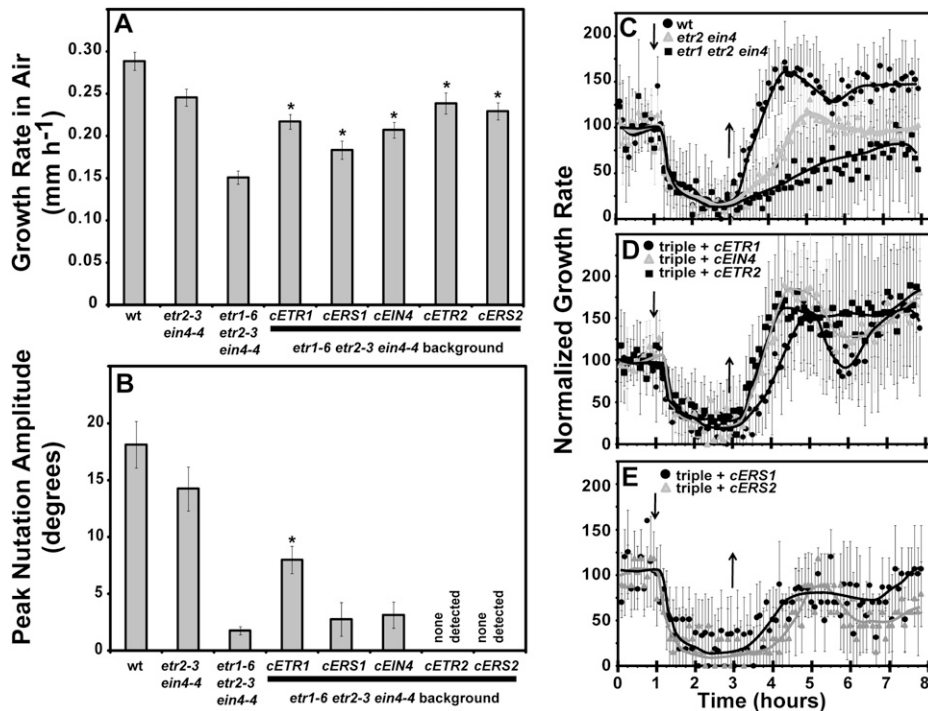 A
Growth Rate in Air
(mm h-1)
0.30
0.25
0.20
0.15
0.10
0.05
0
*
*
*
*
*
wt
etr2-3
ein4-4
etr1-6
etr2-3
ein4-4
cETR1
cERS1
cEIN4
cETR2
cERS2
etr1-6 etr2-3 ein4-4 background
B
Peak Nutation Amplitude
(degrees)
20
15
10
5
0
*
none
detected
none
detected
wt
etr2-3
ein4-4
etr1-6
etr2-3
ein4-4
cETR1
cERS1
cEIN4
cETR2
cERS2
etr1-6 etr2-3 ein4-4 background
Normalized Growth Rate
C
wt
etr2 ein4
etr1 etr2 ein4
200
150
100
50
0
D
triple + cETR1
triple + cEIN4
triple + cETR2
200
150
100
50
0
E
triple + cERS1
triple + cERS2
200
150
100
50
0
0 1 2 3 4 5 6 7 8
Time (hours)